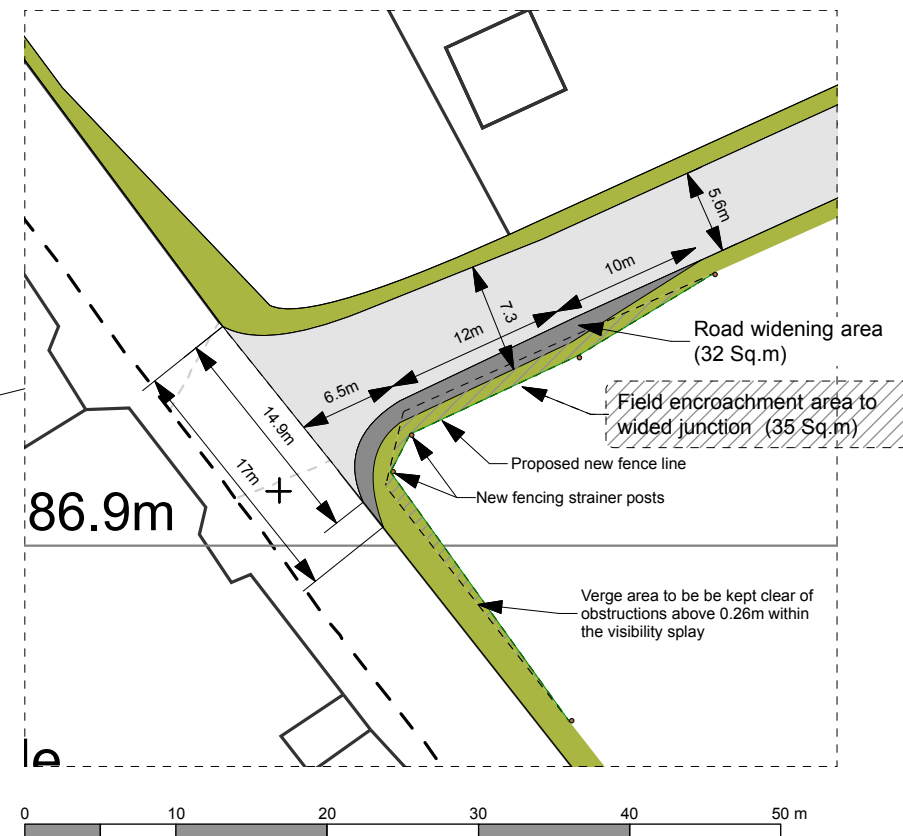 5.6m
10m
7.3
12m
Road widening area
(32 Sq.m)
6.5m
Field encroachment area to
wided junction (35 Sq.m)
14.9m
17m
Proposed new fence line
New fencing strainer posts
86.9m
Verge area to be be kept clear of
obstructions above 0.26m within
the visibility splay
le
0 10 20 30 40 50 m